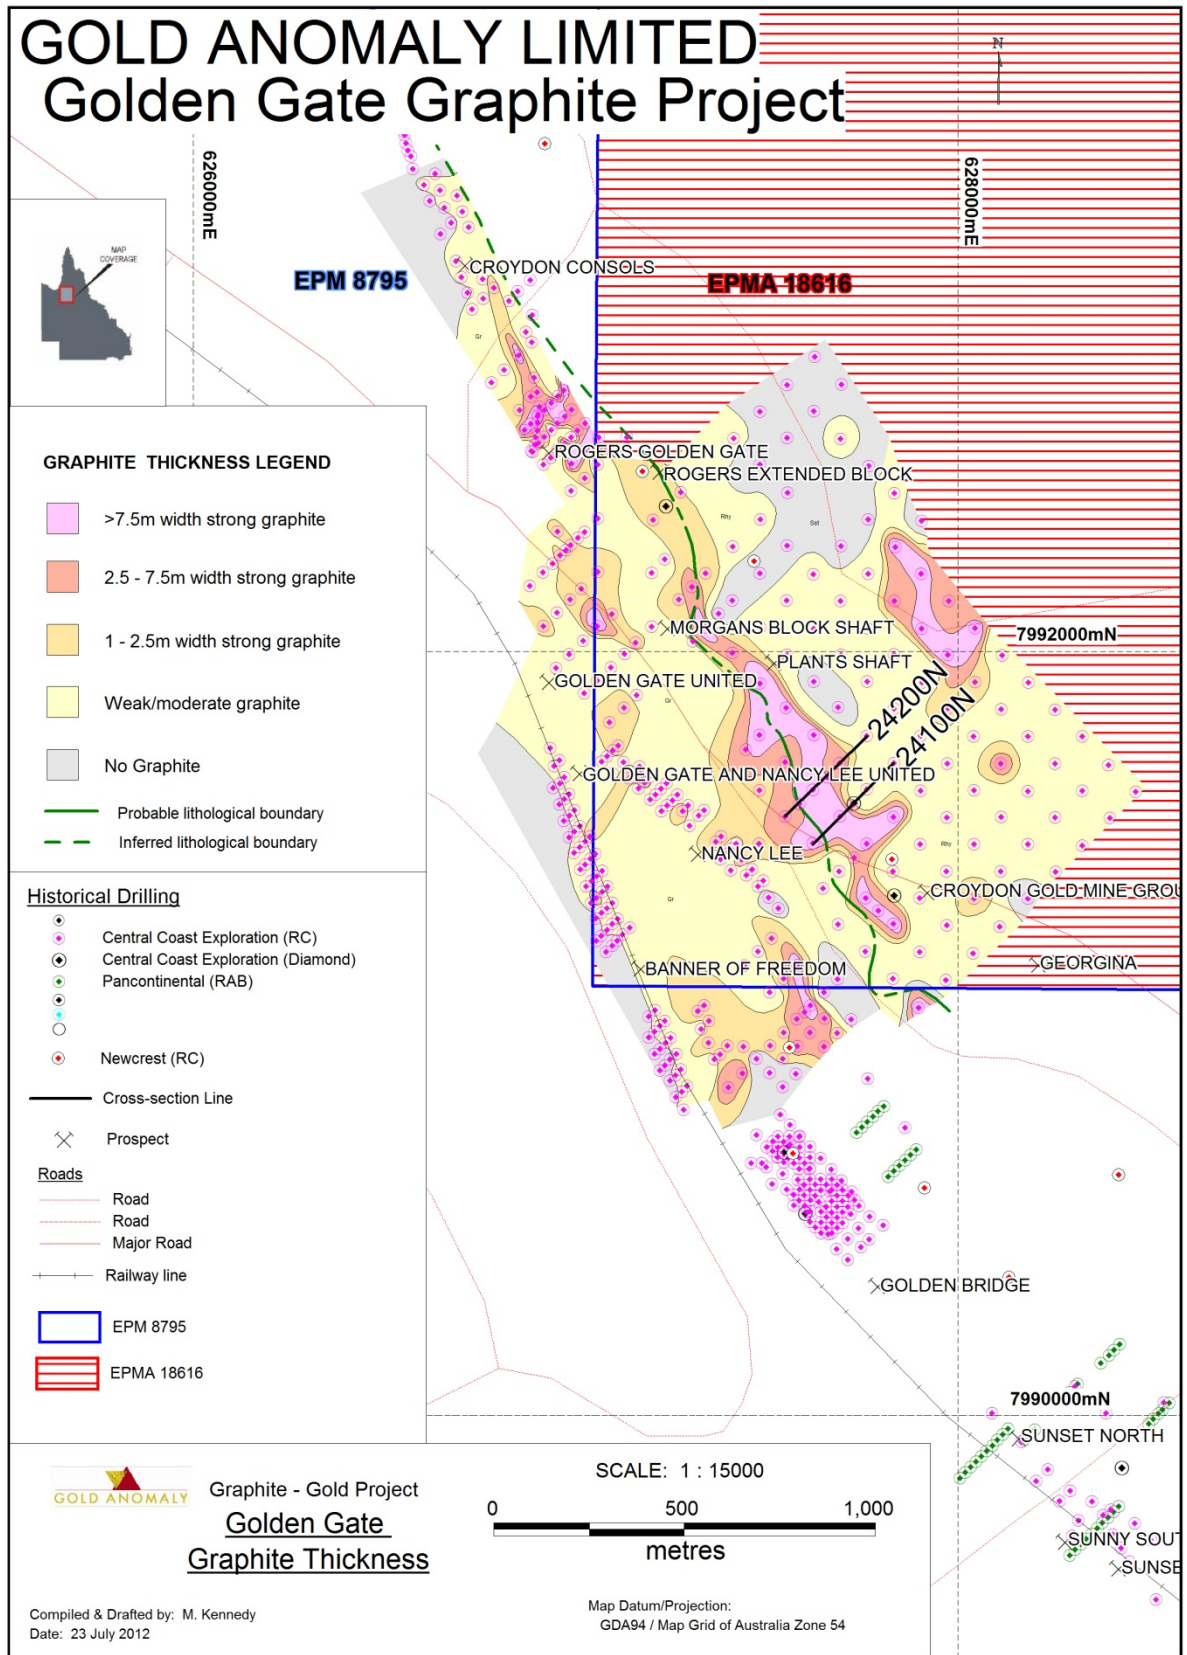 GOLD ANOMALY LIMITED
Golden Gate Graphite Project
N
626000mE
628000mE
MAP
COVERAGE
EPM 8795
EPMA 18616
CROYDON CONSOLS
Gr
ROGERS GOLDEN GATE
ROGERS EXTENDED BLOCK
Rhy
Sst
MORGANS BLOCK SHAFT
7992000mN
PLANTS SHAFT
GOLDEN GATE UNITED
Gr
24200N
24100N
GOLDEN GATE AND NANCY LEE UNITED
NANCY LEE
Rhy
CROYDON GOLD MINE GROU
Gr
BANNER OF FREEDOM
GEORGINA
GOLDEN BRIDGE
7990000mN
SUNSET NORTH
SUNNY SOUT
SUNSE
GRAPHITE THICKNESS LEGEND
>7.5m width strong graphite
2.5 - 7.5m width strong graphite
1 - 2.5m width strong graphite
Weak/moderate graphite
No Graphite
Probable lithological boundary
Inferred lithological boundary
Historical Drilling
Central Coast Exploration (RC)
Central Coast Exploration (Diamond)
Pancontinental (RAB)
Newcrest (RC)
Cross-section Line
Prospect
Roads
Road
Road
Major Road
Railway line
EPM 8795
EPMA 18616
GOLD ANOMALY
Graphite - Gold Project
Golden Gate
Graphite Thickness
SCALE: 1 : 15000
0 500 1,000
metres
Compiled & Drafted by: M. Kennedy
Date: 23 July 2012
Map Datum/Projection:
GDA94 / Map Grid of Australia Zone 54